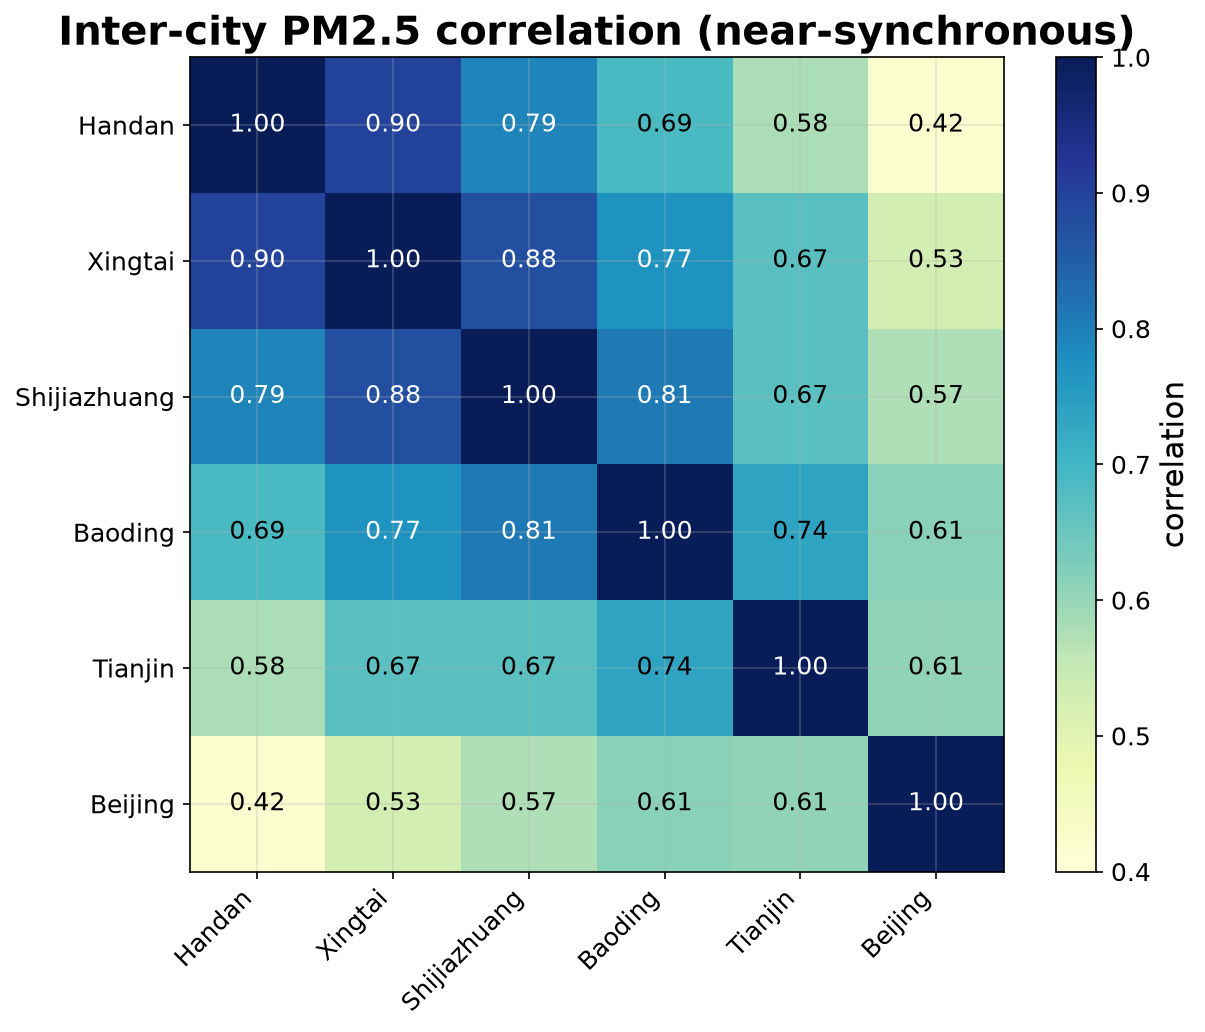 Inter-city PM2.5 correlation (near-synchronous)
Handan 1.00 0.90 0.79 0.69 0.58 0.42
Xingtai 0.90 1.00 0.88 0.77 0.67 0.53
Shijiazhuang 0.79 0.88 1.00 0.81 0.67 0.57
Baoding 0.69 0.77 0.81 1.00 0.74 0.61
Tianjin 0.58 0.67 0.67 0.74 1.00 0.61
Beijing 0.42 0.53 0.57 0.61 0.61 1.00
Handan Xingtai Shijiazhuang Baoding Tianjin Beijing
1.0
0.9
0.8
0.7
0.6
0.5
0.4
correlation